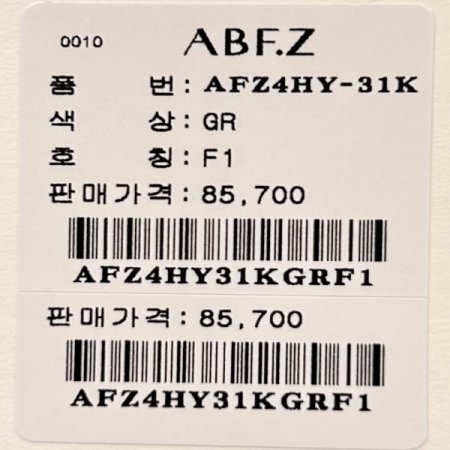 0010 ABF.Z
품 번: AFZ4HY-31K
색 상: GR
호 칭: F1
판매가격: 85,700
AFZ4HY31KGRF1
판매가격: 85,700
AFZ4HY31KGRF1